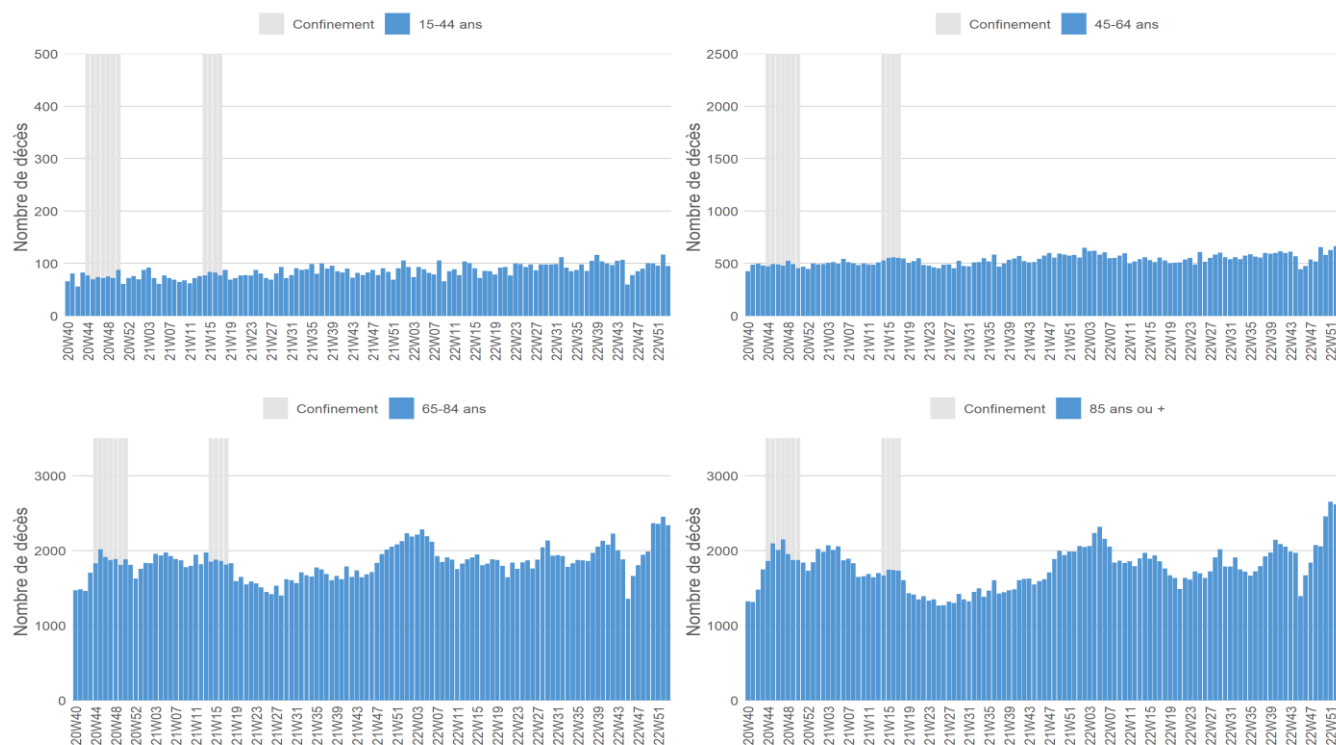 Confinement 15-44 ans
Nombre de décès
500
400
300
200
100
0
20W40 20W44 20W48 20W52 21W03 21W07 21W11 21W15 21W19 21W23 21W27 21W31 21W35 21W39 21W43 21W47 21W51 22W03 22W07 22W11 22W15 22W19 22W23 22W27 22W31 22W35 22W39 22W43 22W47 22W51
Confinement 45-64 ans
Nombre de décès
2500
2000
1500
1000
500
0
20W40 20W44 20W48 20W52 21W03 21W07 21W11 21W15 21W19 21W23 21W27 21W31 21W35 21W39 21W43 21W47 21W51 22W03 22W07 22W11 22W15 22W19 22W23 22W27 22W31 22W35 22W39 22W43 22W47 22W51
Confinement 65-84 ans
Nombre de décès
3000
2000
1000
0
20W40 20W44 20W48 20W52 21W03 21W07 21W11 21W15 21W19 21W23 21W27 21W31 21W35 21W39 21W43 21W47 21W51 22W03 22W07 22W11 22W15 22W19 22W23 22W27 22W31 22W35 22W39 22W43 22W47 22W51
Confinement 85 ans ou +
Nombre de décès
3000
2000
1000
0
20W40 20W44 20W48 20W52 21W03 21W07 21W11 21W15 21W19 21W23 21W27 21W31 21W35 21W39 21W43 21W47 21W51 22W03 22W07 22W11 22W15 22W19 22W23 22W27 22W31 22W35 22W39 22W43 22W47 22W51